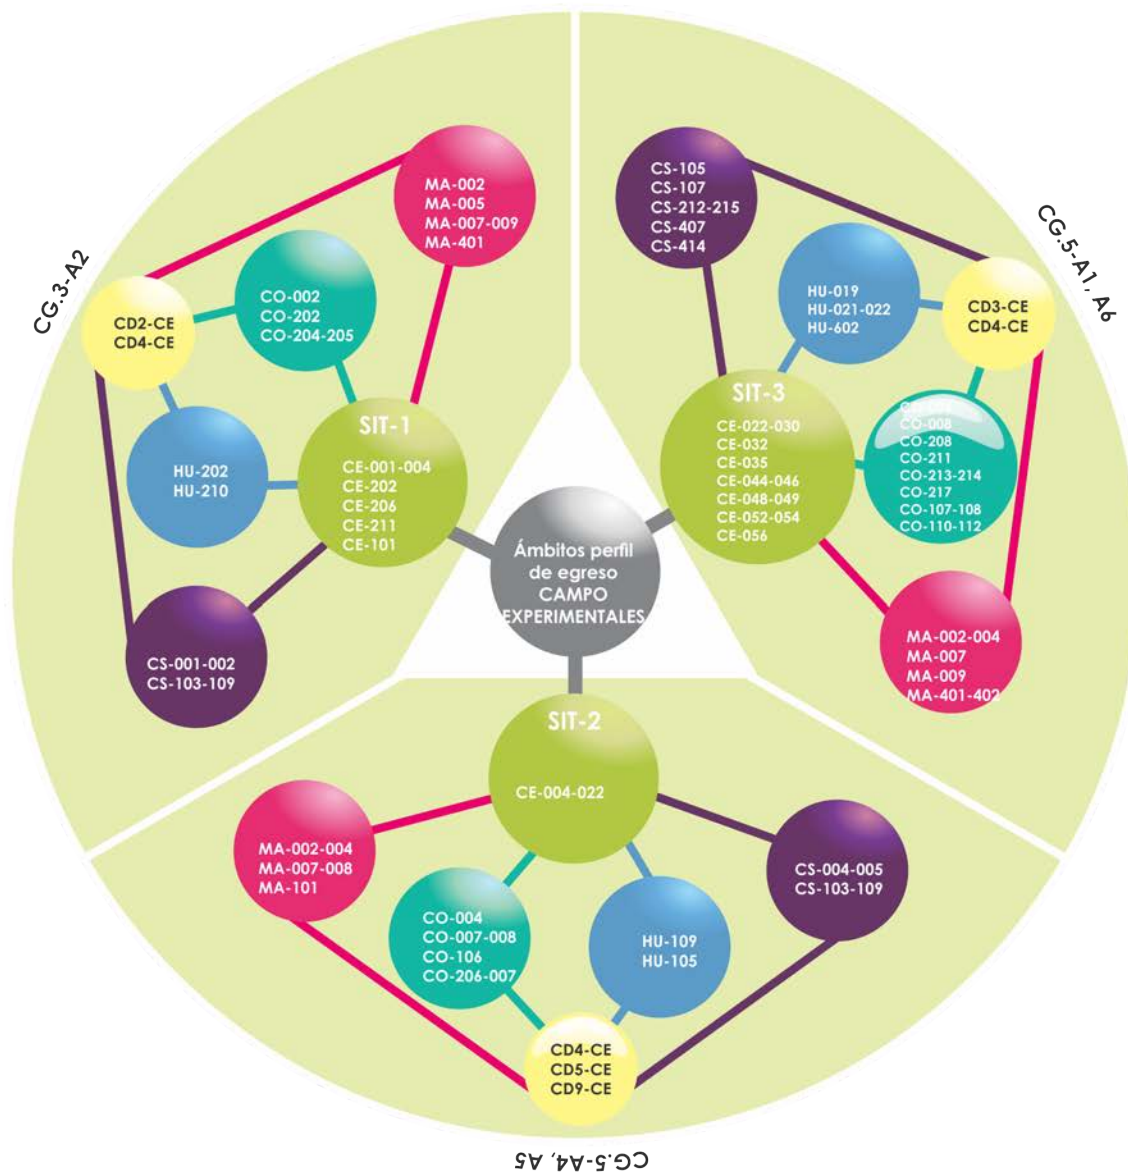 CG.3-A2
MA-002
MA-005
MA-007-009
MA-401
CO-002
CO-202
CO-204-205
CD2-CE
CD4-CE
HU-202
HU-210
SIT-1
CE-001-004
CE-202
CE-206
CE-211
CE-101
CS-001-002
CS-103-109
CG.5-A1, A6
CS-105
CS-107
CS-212-215
CS-407
CS-414
HU-019
HU-021-022
HU-602
CD3-CE
CD4-CE
SIT-3
CE-022-030
CE-032
CE-035
CE-044-046
CE-048-049
CE-052-054
CE-056
CO-008
CO-208
CO-211
CO-213-214
CO-217
CO-107-108
CO-110-112
MA-002-004
MA-007
MA-009
MA-401-402
Ámbitos perfil
de egreso
CAMPO
EXPERIMENTALES
SIT-2
CE-004-022
MA-002-004
MA-007-008
MA-101
CO-004
CO-007-008
CO-106
CO-206-007
HU-109
HU-105
CS-004-005
CS-103-109
CD4-CE
CD5-CE
CD9-CE
CG.5-A4, A5